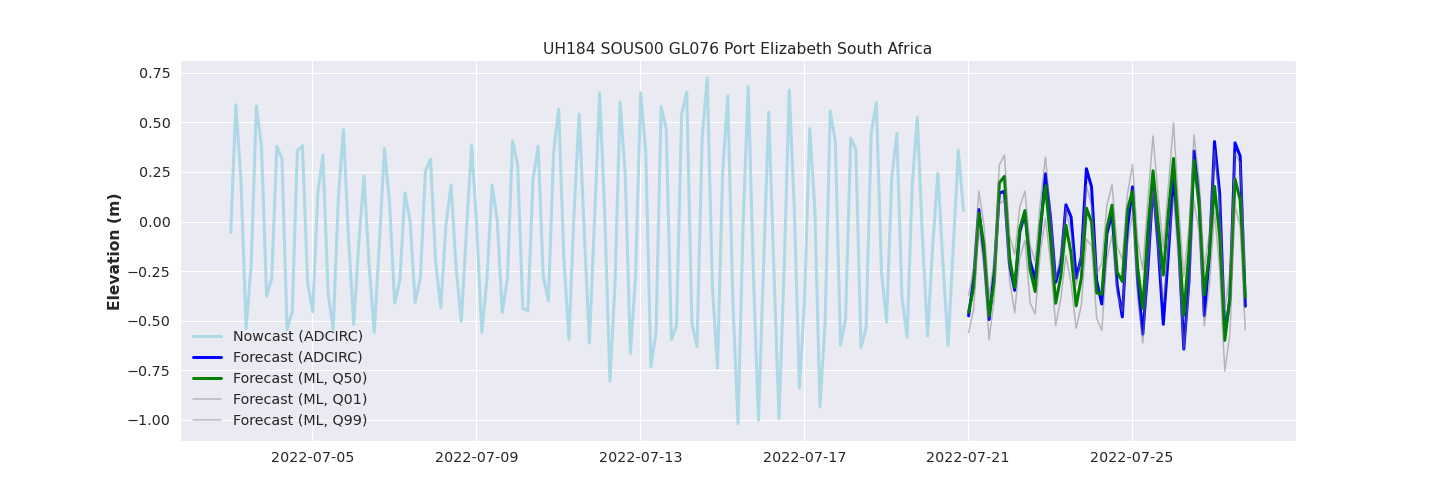 UH184 SOUS00 GL076 Port Elizabeth South Africa
Elevation (m)
0.75
0.50
0.25
0.00
−0.25
−0.50
−0.75
−1.00
Nowcast (ADCIRC)
Forecast (ADCIRC)
Forecast (ML, Q50)
Forecast (ML, Q01)
Forecast (ML, Q99)
2022-07-05
2022-07-09
2022-07-13
2022-07-17
2022-07-21
2022-07-25